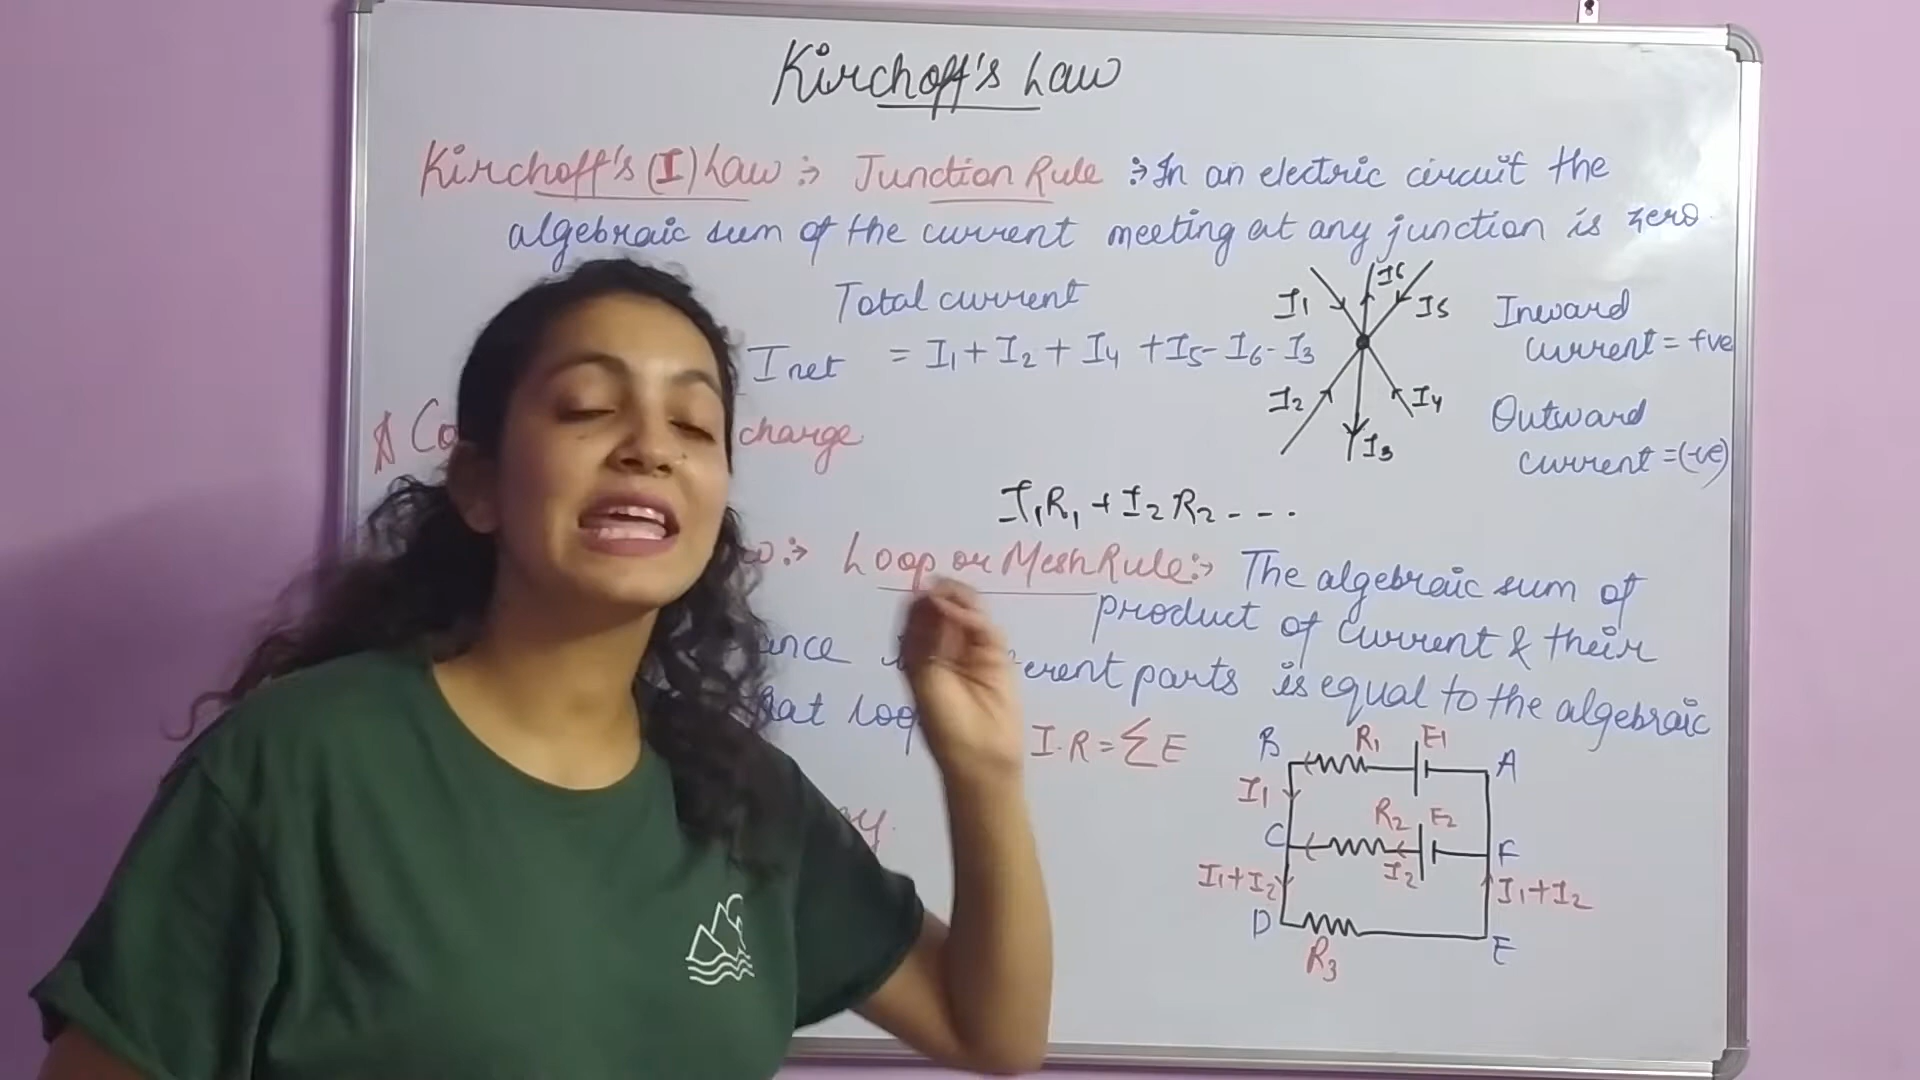 Kirchoff's Law
Kirchoff's (I) Law :→ Junction Rule :→ In an electric circuit the
algebraic sum of the current meeting at any junction is zero.
Total current
I net = I1 + I2 + I4 + I5 - I6 - I3
I1
I6
I5
I2
I4
I3
Inward
current = +ve
Outward
current = (-ve)
charge
I1R1 + I2R2 - - -
:→ Loop or Mesh Rule :→ The algebraic sum of
product of current & their
parts is equal to the algebraic
I.R = ΣE
B R1 E1 A
I1
C R2 E2 F
I2
I1+I2 I1+I2
D E
R3